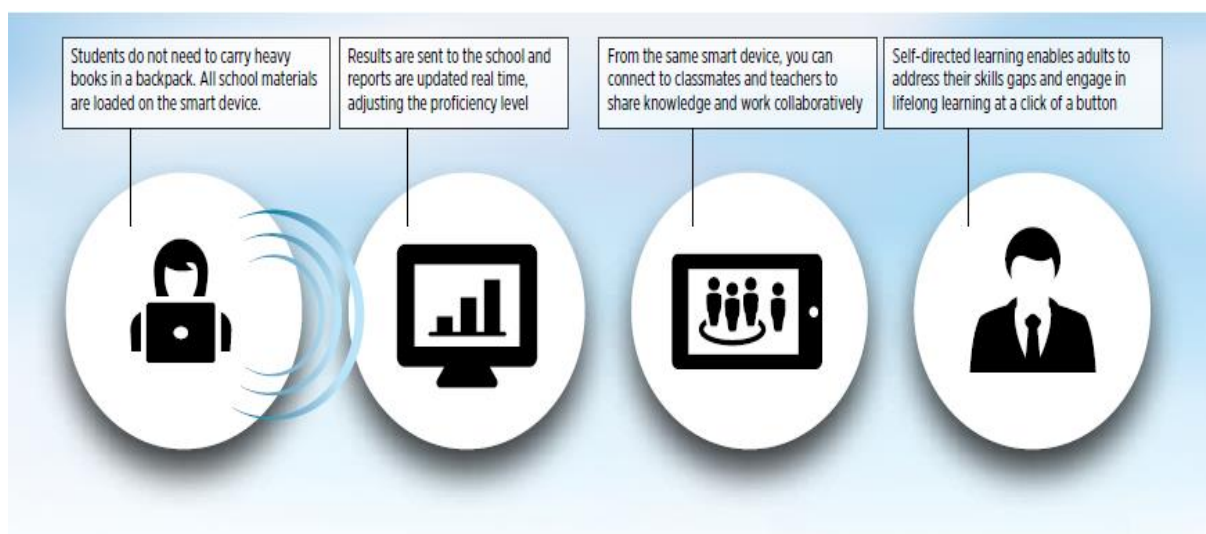 Students do not need to carry heavy
books in a backpack. All school materials
are loaded on the smart device.
Results are sent to the school and
reports are updated real time,
adjusting the proficiency level
From the same smart device, you can
connect to classmates and teachers to
share knowledge and work collaboratively
Self-directed learning enables adults to
address their skills gaps and engage in
lifelong learning at a click of a button